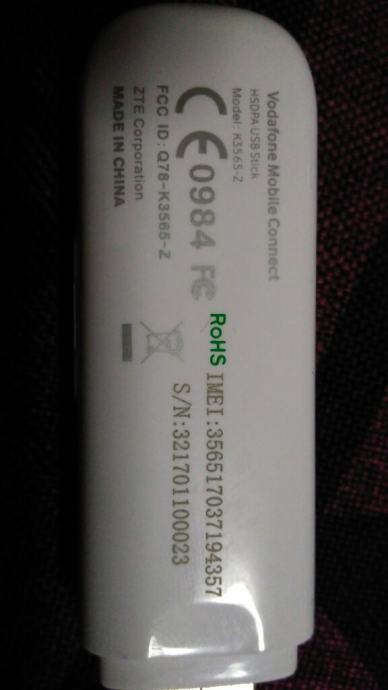 Vodafone Mobile Connect
HSDPA USB Stick
Model: K3565-Z
CE0984 FC
FCC ID: Q78-K3565-Z
ZTE Corporation
MADE IN CHINA
RoHS
IMEI:356517037194357
S/N:321701100023